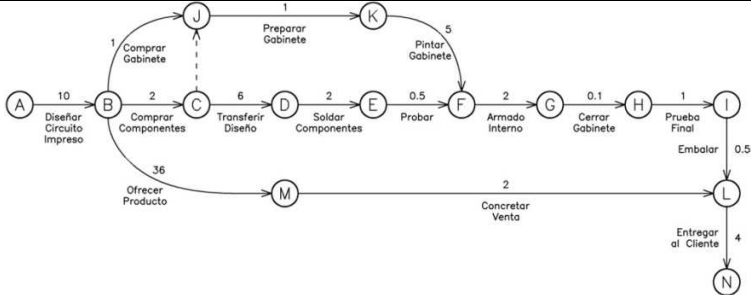 1
J
K
5
Preparar
Gabinete
1
Comprar
Gabinete
Pintar
Gabinete
A
10
B
2
C
6
D
2
E
0.5
F
2
G
0.1
H
1
I
Diseñar
Circuito
Impreso
Comprar
Componentes
Transferir
Diseño
Soldar
Componentes
Probar
Armado
Interno
Cerrar
Gabinete
Prueba
Final
Embalar
0.5
36
Ofrecer
Producto
M
2
Concretar
Venta
L
Entregar
al Cliente
4
N